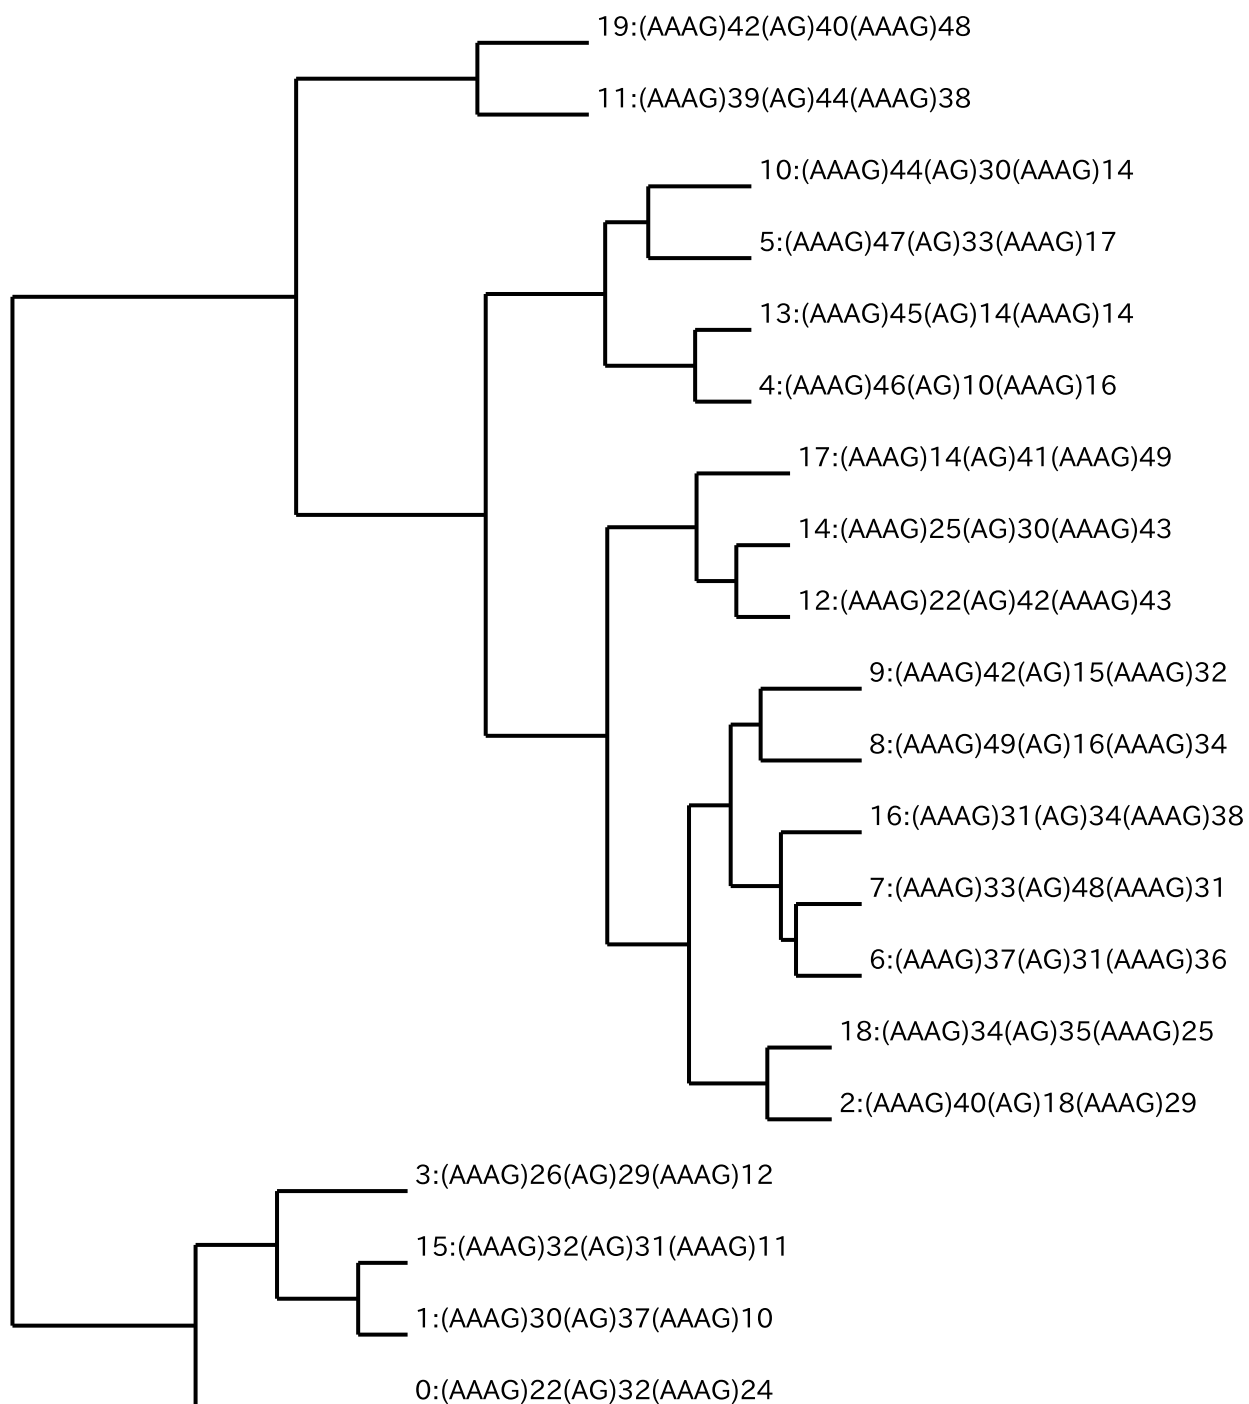 19:(AAAG)42(AG)40(AAAG)48
11:(AAAG)39(AG)44(AAAG)38
10:(AAAG)44(AG)30(AAAG)14
5:(AAAG)47(AG)33(AAAG)17
13:(AAAG)45(AG)14(AAAG)14
4:(AAAG)46(AG)10(AAAG)16
17:(AAAG)14(AG)41(AAAG)49
14:(AAAG)25(AG)30(AAAG)43
12:(AAAG)22(AG)42(AAAG)43
9:(AAAG)42(AG)15(AAAG)32
8:(AAAG)49(AG)16(AAAG)34
16:(AAAG)31(AG)34(AAAG)38
7:(AAAG)33(AG)48(AAAG)31
6:(AAAG)37(AG)31(AAAG)36
18:(AAAG)34(AG)35(AAAG)25
2:(AAAG)40(AG)18(AAAG)29
3:(AAAG)26(AG)29(AAAG)12
15:(AAAG)32(AG)31(AAAG)11
1:(AAAG)30(AG)37(AAAG)10
0:(AAAG)22(AG)32(AAAG)24